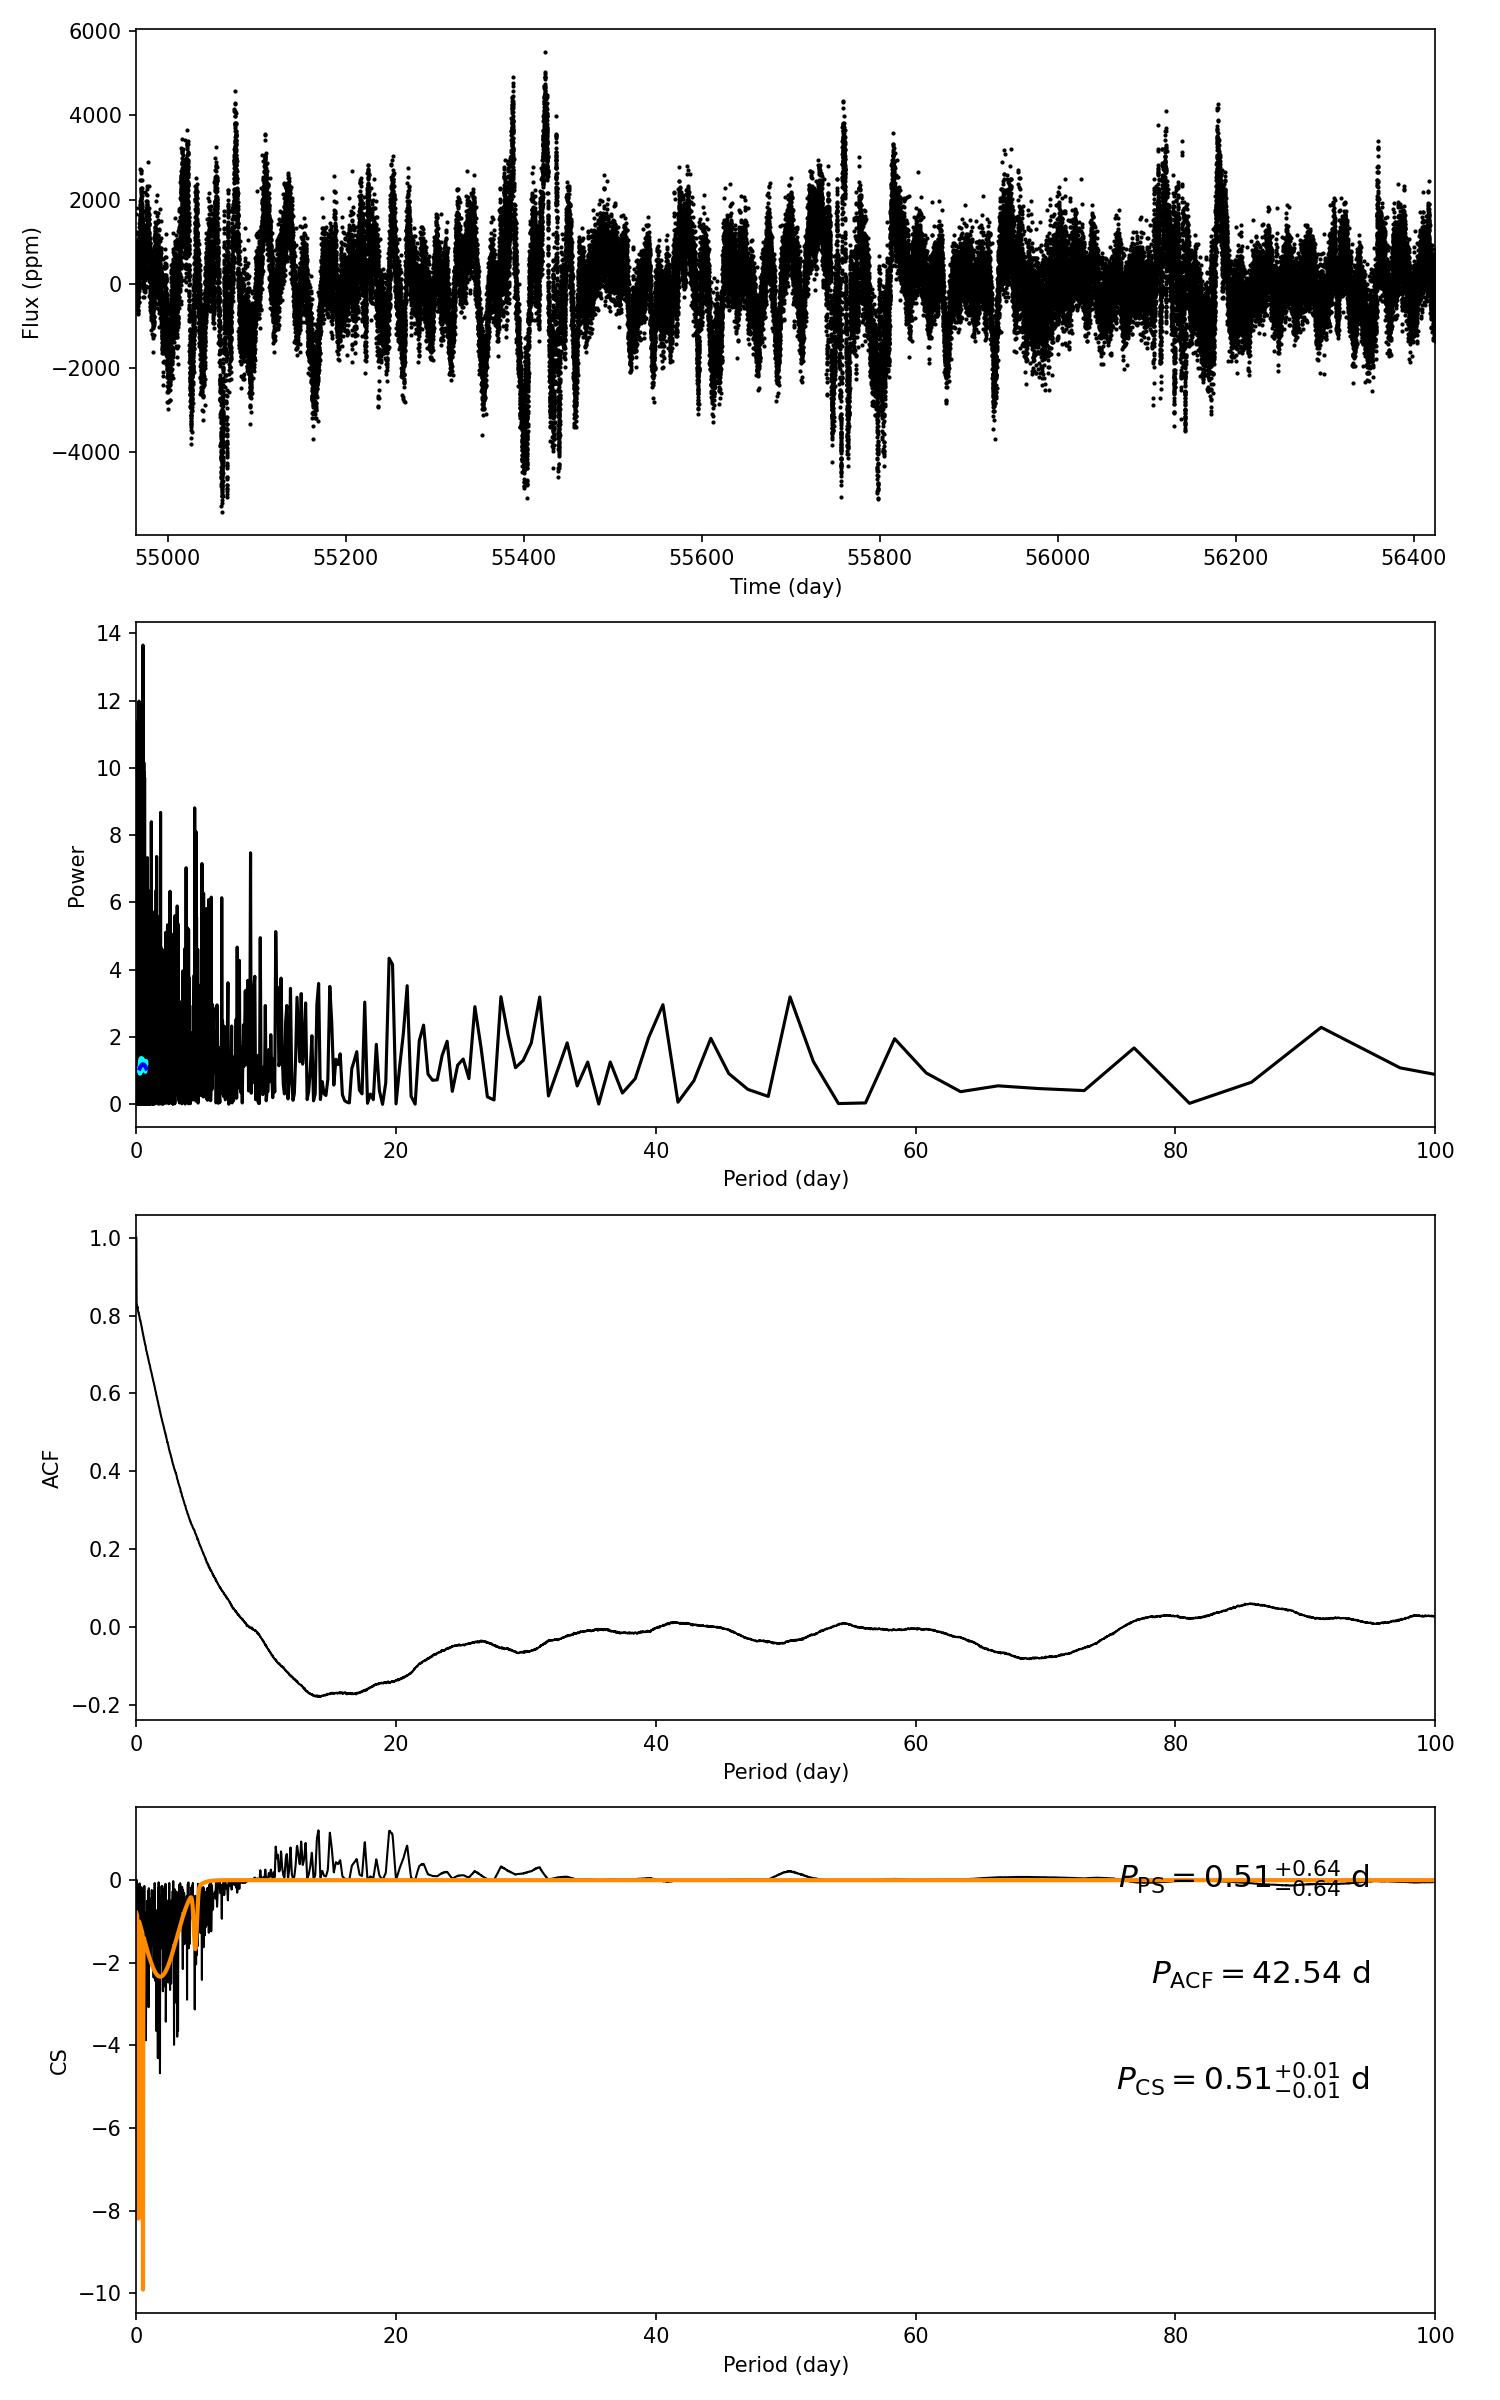 6000
4000
2000
0
−2000
−4000
Flux (ppm)
55000 55200 55400 55600 55800 56000 56200 56400
Time (day)
14
12
10
8
6
4
2
0
Power
0 20 40 60 80 100
Period (day)
1.0
0.8
0.6
0.4
0.2
0.0
−0.2
ACF
0 20 40 60 80 100
Period (day)
0
−2
−4
−6
−8
−10
CS
P_PS = 0.51 +0.64 −0.64 d
P_ACF = 42.54 d
P_CS = 0.51 +0.01 −0.01 d
0 20 40 60 80 100
Period (day)